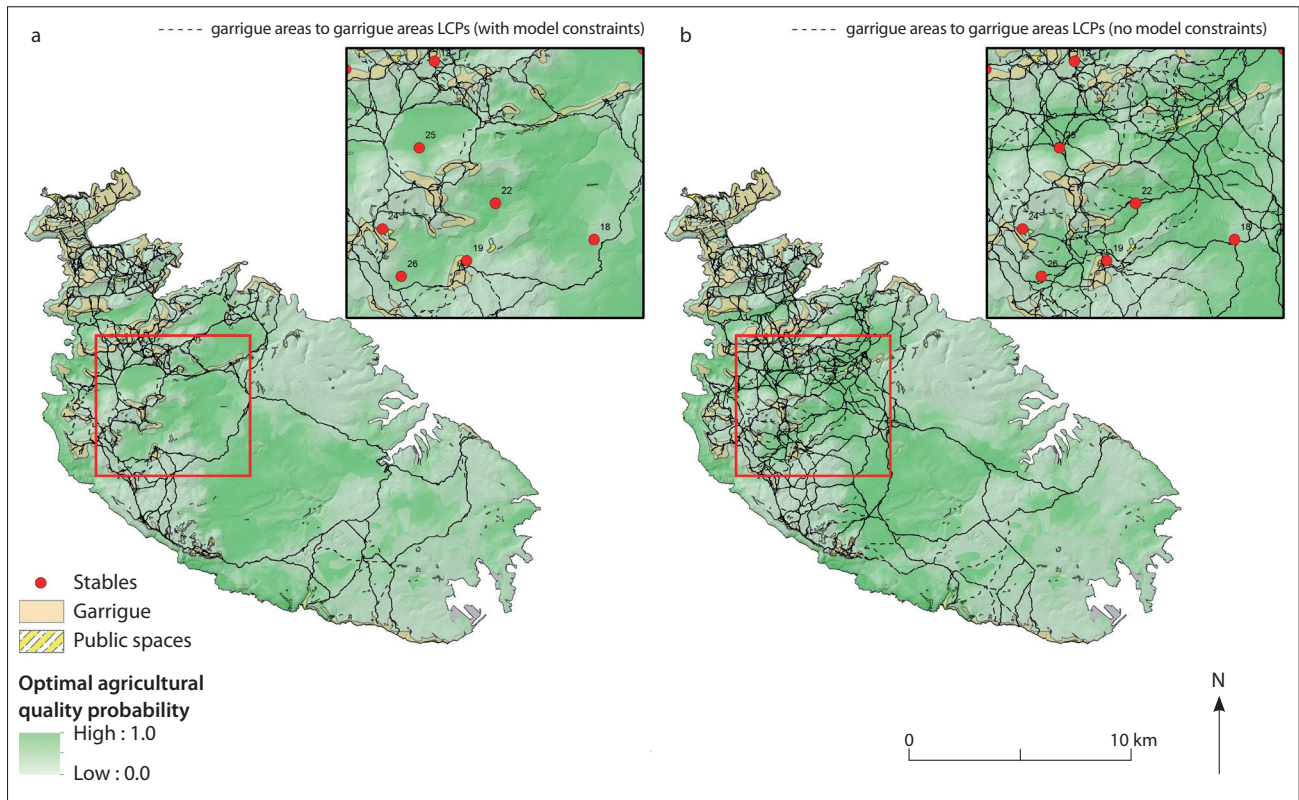 a
garrigue areas to garrigue areas LCPs (with model constraints)
b
garrigue areas to garrigue areas LCPs (no model constraints)
25
22
24
18
19
26
22
24
18
19
26
Stables
Garrigue
Public spaces
Optimal agricultural
quality probability
High : 1.0
Low : 0.0
N
0
10 km